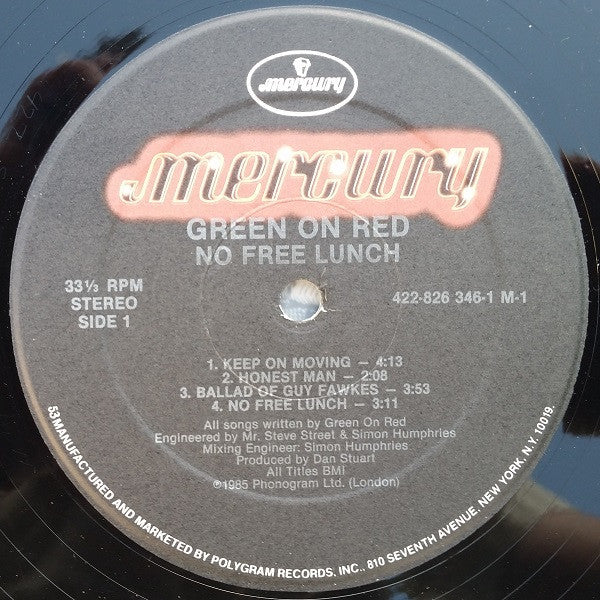 mercury
mercury
GREEN ON RED
NO FREE LUNCH
33⅓ RPM
STEREO
SIDE 1
422-826 346-1 M-1
1. KEEP ON MOVING — 4:13
2. HONEST MAN — 2:08
3. BALLAD OF GUY FAWKES — 3:53
4. NO FREE LUNCH — 3:11
All songs written by Green On Red
Engineered by Mr. Steve Street & Simon Humphries
Mixing Engineer: Simon Humphries
Produced by Dan Stuart
All Titles BMI
℗1985 Phonogram Ltd. (London)
53 MANUFACTURED AND MARKETED BY POLYGRAM RECORDS, INC., 810 SEVENTH AVENUE, NEW YORK, N.Y. 10019.